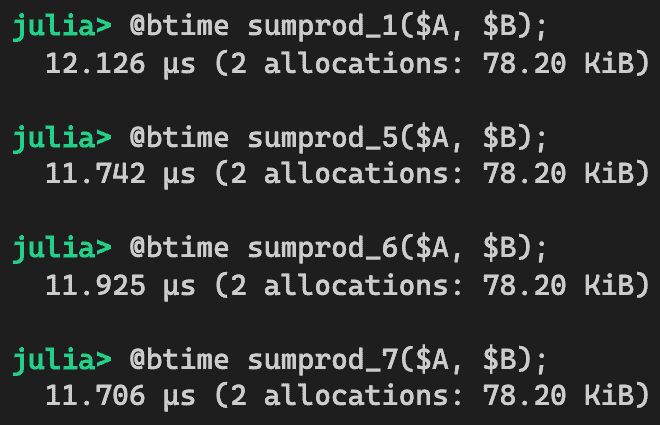 julia> @btime sumprod_1($A, $B);
  12.126 μs (2 allocations: 78.20 KiB)
julia> @btime sumprod_5($A, $B);
  11.742 μs (2 allocations: 78.20 KiB)
julia> @btime sumprod_6($A, $B);
  11.925 μs (2 allocations: 78.20 KiB)
julia> @btime sumprod_7($A, $B);
  11.706 μs (2 allocations: 78.20 KiB)